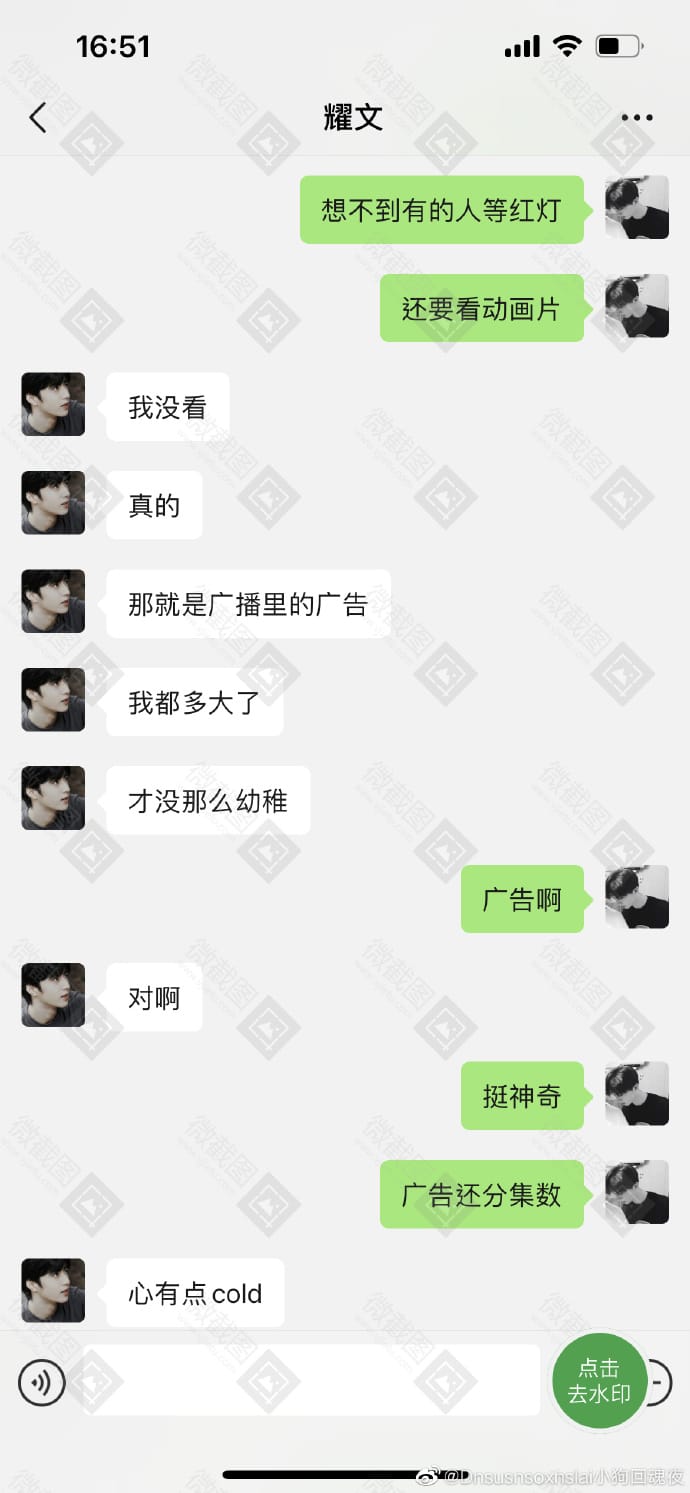 16:51
耀文
想不到有的人等红灯
还要看动画片
我没看
真的
那就是广播里的广告
我都多大了
才没那么幼稚
广告啊
对啊
挺神奇
广告还分集数
心有点cold
点击
去水印
@Dnsusnsoxhslai小狗回魂夜
微截图